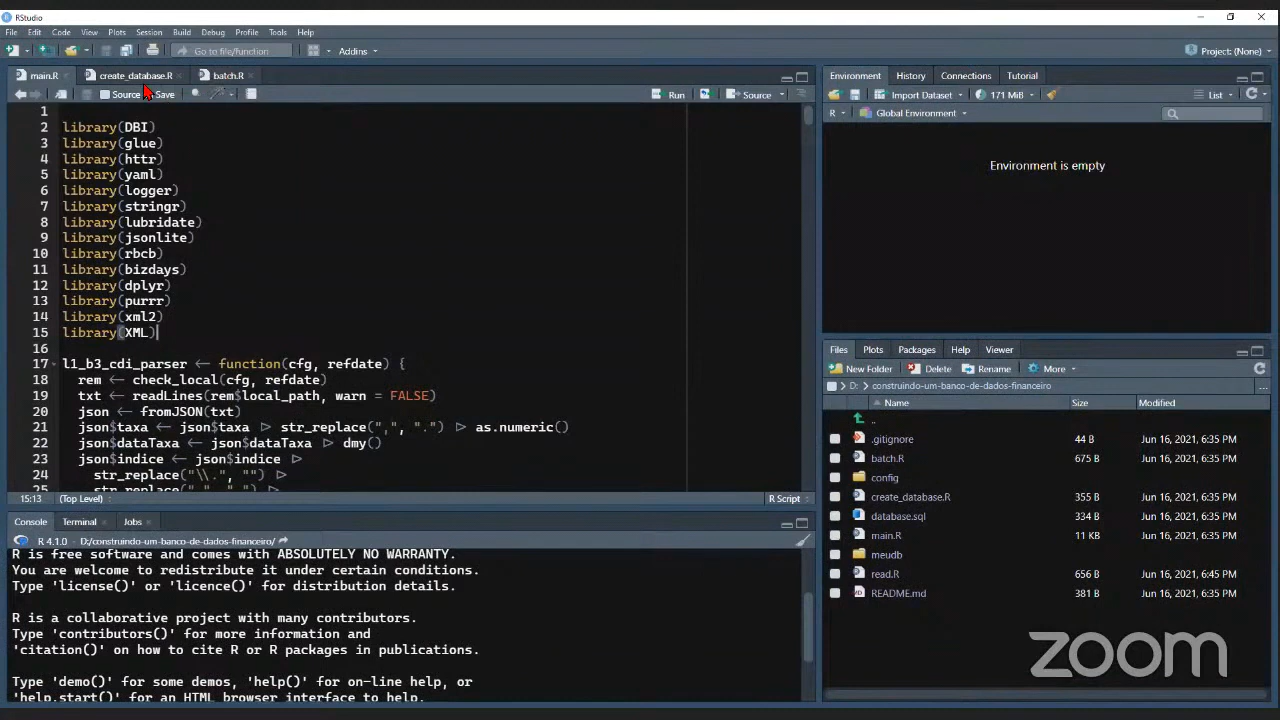 RStudio
File Edit Code View Plots Session Build Debug Profile Tools Help
Go to file/function Addins Project: (None)
main.R create_database.R batch.R
Source Save Run Source
1
2 library(DBI)
3 library(glue)
4 library(httr)
5 library(yaml)
6 library(logger)
7 library(stringr)
8 library(lubridate)
9 library(jsonlite)
10 library(rbcb)
11 library(bizdays)
12 library(dplyr)
13 library(purrr)
14 library(xml2)
15 library(XML)
16
17 l1_b3_cdi_parser ← function(cfg, refdate) {
18 rem ← check_local(cfg, refdate)
19 txt ← readLines(rem$local_path, warn = FALSE)
20 json ← fromJSON(txt)
21 json$taxa ← json$taxa ▷ str_replace(",", ".") ▷ as.numeric()
22 json$dataTaxa ← json$dataTaxa ▷ dmy()
23 json$indice ← json$indice ▷
24 str_replace("\\.", "") ▷
15:13 (Top Level) R Script
Console Terminal Jobs
R 4.1.0 · D:/construindo-um-banco-de-dados-financeiro/
R is free software and comes with ABSOLUTELY NO WARRANTY.
You are welcome to redistribute it under certain conditions.
Type 'license()' or 'licence()' for distribution details.
R is a collaborative project with many contributors.
Type 'contributors()' for more information and
'citation()' on how to cite R or R packages in publications.
Type 'demo()' for some demos, 'help()' for on-line help, or
'help.start()' for an HTML browser interface to help.
Environment History Connections Tutorial
Import Dataset 171 MiB List
R Global Environment
Environment is empty
Files Plots Packages Help Viewer
New Folder Delete Rename More
D: construindo-um-banco-de-dados-financeiro ...
Name Size Modified
..
.gitignore 44 B Jun 16, 2021, 6:35 PM
batch.R 675 B Jun 16, 2021, 6:35 PM
config
create_database.R 355 B Jun 16, 2021, 6:35 PM
database.sql 334 B Jun 16, 2021, 6:35 PM
main.R 11 KB Jun 16, 2021, 6:35 PM
meudb
read.R 656 B Jun 16, 2021, 6:45 PM
README.md 381 B Jun 16, 2021, 6:35 PM
zoom